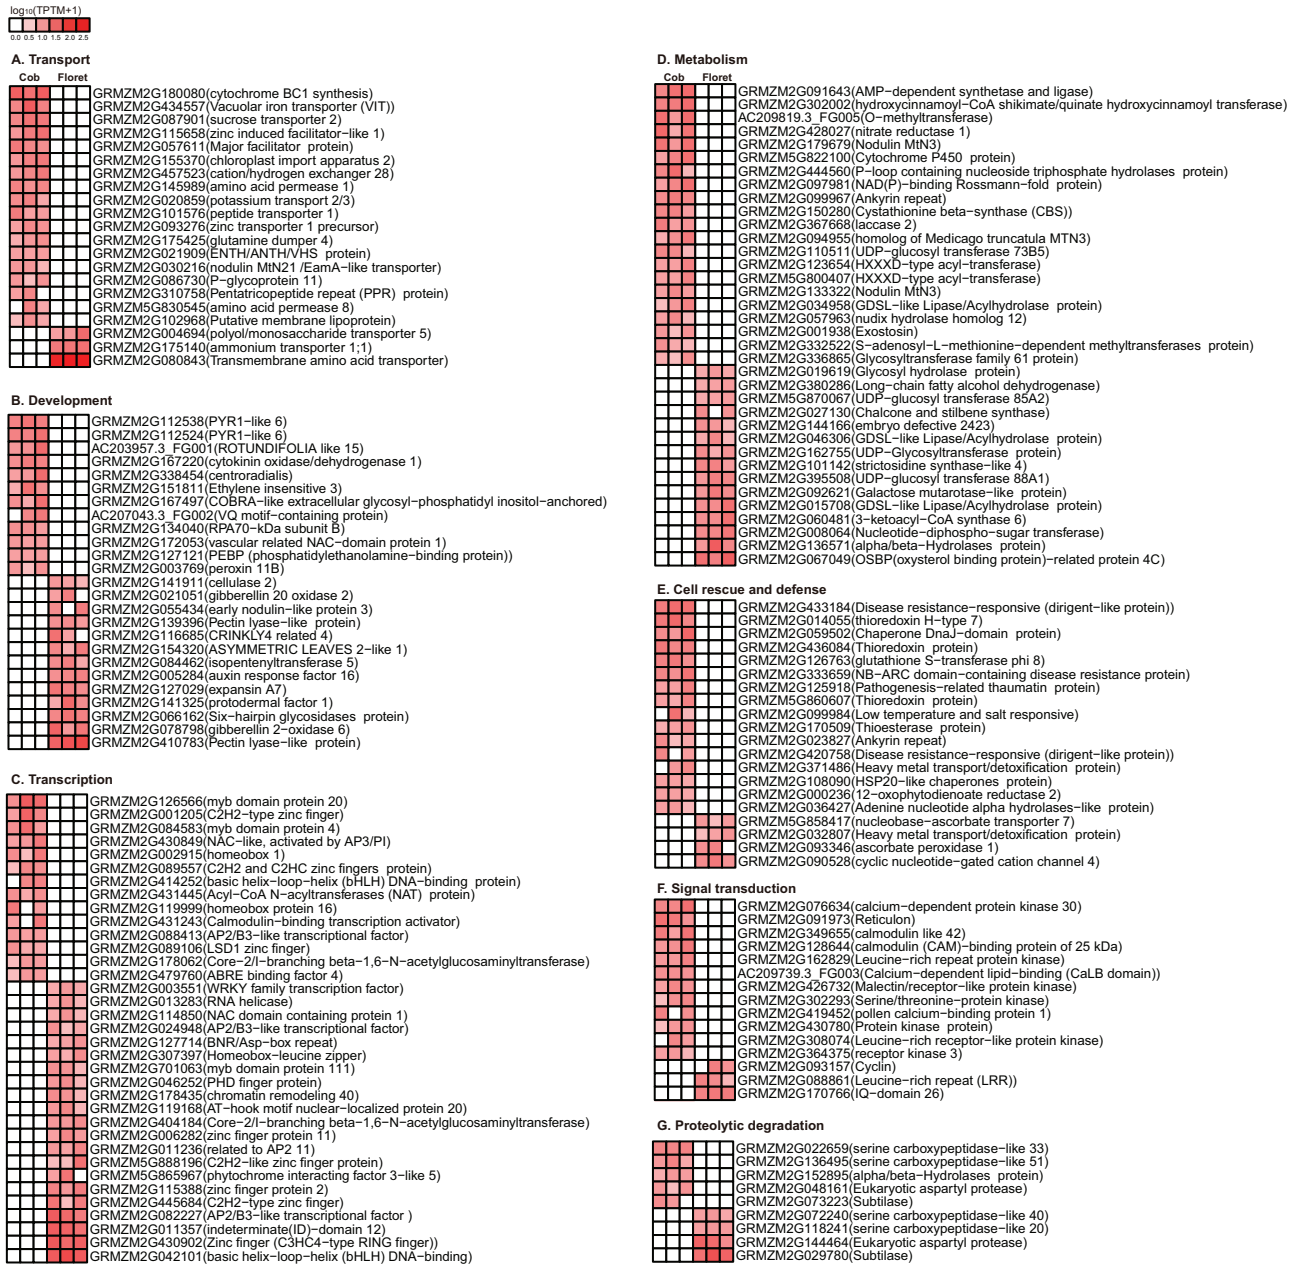 log10(TPTM+1)
0.0 0.5 1.0 1.5 2.0 2.5
A. Transport
Cob Floret
GRMZM2G180080(cytochrome BC1 synthesis)
GRMZM2G434557(Vacuolar iron transporter (VIT))
GRMZM2G087901(sucrose transporter 2)
GRMZM2G115658(zinc induced facilitator−like 1)
GRMZM2G057611(Major facilitator protein)
GRMZM2G155370(chloroplast import apparatus 2)
GRMZM2G457523(cation/hydrogen exchanger 28)
GRMZM2G145989(amino acid permease 1)
GRMZM2G020859(potassium transport 2/3)
GRMZM2G101576(peptide transporter 1)
GRMZM2G093276(zinc transporter 1 precursor)
GRMZM2G175425(glutamine dumper 4)
GRMZM2G021909(ENTH/ANTH/VHS protein)
GRMZM2G030216(nodulin MtN21 /EamA−like transporter)
GRMZM2G086730(P−glycoprotein 11)
GRMZM2G310758(Pentatricopeptide repeat (PPR) protein)
GRMZM5G830545(amino acid permease 8)
GRMZM2G102968(Putative membrane lipoprotein)
GRMZM2G004694(polyol/monosaccharide transporter 5)
GRMZM2G175140(ammonium transporter 1;1)
GRMZM2G080843(Transmembrane amino acid transporter)
B. Development
GRMZM2G112538(PYR1−like 6)
GRMZM2G112524(PYR1−like 6)
AC203957.3_FG001(ROTUNDIFOLIA like 15)
GRMZM2G167220(cytokinin oxidase/dehydrogenase 1)
GRMZM2G338454(centroradialis)
GRMZM2G151811(Ethylene insensitive 3)
GRMZM2G167497(COBRA−like extracellular glycosyl−phosphatidyl inositol−anchored)
AC207043.3_FG002(VQ motif−containing protein)
GRMZM2G134040(RPA70−kDa subunit B)
GRMZM2G172053(vascular related NAC−domain protein 1)
GRMZM2G127121(PEBP (phosphatidylethanolamine−binding protein))
GRMZM2G003769(peroxin 11B)
GRMZM2G141911(cellulase 2)
GRMZM2G021051(gibberellin 20 oxidase 2)
GRMZM2G055434(early nodulin−like protein 3)
GRMZM2G139396(Pectin lyase−like protein)
GRMZM2G116685(CRINKLY4 related 4)
GRMZM2G154320(ASYMMETRIC LEAVES 2−like 1)
GRMZM2G084462(isopentenyltransferase 5)
GRMZM2G005284(auxin response factor 16)
GRMZM2G127029(expansin A7)
GRMZM2G141325(protodermal factor 1)
GRMZM2G066162(Six−hairpin glycosidases protein)
GRMZM2G078798(gibberellin 2−oxidase 6)
GRMZM2G410783(Pectin lyase−like protein)
C. Transcription
GRMZM2G126566(myb domain protein 20)
GRMZM2G001205(C2H2−type zinc finger)
GRMZM2G084583(myb domain protein 4)
GRMZM2G430849(NAC−like, activated by AP3/PI)
GRMZM2G002915(homeobox 1)
GRMZM2G089557(C2H2 and C2HC zinc fingers protein)
GRMZM2G414252(basic helix−loop−helix (bHLH) DNA−binding protein)
GRMZM2G431445(Acyl−CoA N−acyltransferases (NAT) protein)
GRMZM2G119999(homeobox protein 16)
GRMZM2G431243(Calmodulin−binding transcription activator)
GRMZM2G088413(AP2/B3−like transcriptional factor)
GRMZM2G089106(LSD1 zinc finger)
GRMZM2G178062(Core−2/I−branching beta−1,6−N−acetylglucosaminyltransferase)
GRMZM2G479760(ABRE binding factor 4)
GRMZM2G003551(WRKY family transcription factor)
GRMZM2G013283(RNA helicase)
GRMZM2G114850(NAC domain containing protein 1)
GRMZM2G024948(AP2/B3−like transcriptional factor)
GRMZM2G127714(BNR/Asp−box repeat)
GRMZM2G307397(Homeobox−leucine zipper)
GRMZM2G701063(myb domain protein 111)
GRMZM2G046252(PHD finger protein)
GRMZM2G178435(chromatin remodeling 40)
GRMZM2G119168(AT−hook motif nuclear−localized protein 20)
GRMZM2G404184(Core−2/I−branching beta−1,6−N−acetylglucosaminyltransferase)
GRMZM2G006282(zinc finger protein 11)
GRMZM2G011236(related to AP2 11)
GRMZM5G888196(C2H2−like zinc finger protein)
GRMZM5G865967(phytochrome interacting factor 3−like 5)
GRMZM2G115388(zinc finger protein 2)
GRMZM2G445684(C2H2−type zinc finger)
GRMZM2G082227(AP2/B3−like transcriptional factor )
GRMZM2G011357(indeterminate(ID)−domain 12)
GRMZM2G430902(Zinc finger (C3HC4−type RING finger))
GRMZM2G042101(basic helix−loop−helix (bHLH) DNA−binding)
D. Metabolism
Cob Floret
GRMZM2G091643(AMP−dependent synthetase and ligase)
GRMZM2G302002(hydroxycinnamoyl−CoA shikimate/quinate hydroxycinnamoyl transferase)
AC209819.3_FG005(O−methyltransferase)
GRMZM2G428027(nitrate reductase 1)
GRMZM2G179679(Nodulin MtN3)
GRMZM5G822100(Cytochrome P450 protein)
GRMZM2G444560(P−loop containing nucleoside triphosphate hydrolases protein)
GRMZM2G097981(NAD(P)−binding Rossmann−fold protein)
GRMZM2G099967(Ankyrin repeat)
GRMZM2G150280(Cystathionine beta−synthase (CBS))
GRMZM2G367668(laccase 2)
GRMZM2G094955(homolog of Medicago truncatula MTN3)
GRMZM2G110511(UDP−glucosyl transferase 73B5)
GRMZM2G123654(HXXXD−type acyl−transferase)
GRMZM5G800407(HXXXD−type acyl−transferase)
GRMZM2G133322(Nodulin MtN3)
GRMZM2G034958(GDSL−like Lipase/Acylhydrolase protein)
GRMZM2G057963(nudix hydrolase homolog 12)
GRMZM2G001938(Exostosin)
GRMZM2G332522(S−adenosyl−L−methionine−dependent methyltransferases protein)
GRMZM2G336865(Glycosyltransferase family 61 protein)
GRMZM2G019619(Glycosyl hydrolase protein)
GRMZM2G380286(Long−chain fatty alcohol dehydrogenase)
GRMZM5G870067(UDP−glucosyl transferase 85A2)
GRMZM2G027130(Chalcone and stilbene synthase)
GRMZM2G144166(embryo defective 2423)
GRMZM2G046306(GDSL−like Lipase/Acylhydrolase protein)
GRMZM2G162755(UDP−Glycosyltransferase protein)
GRMZM2G101142(strictosidine synthase−like 4)
GRMZM2G395508(UDP−glucosyl transferase 88A1)
GRMZM2G092621(Galactose mutarotase−like protein)
GRMZM2G015708(GDSL−like Lipase/Acylhydrolase protein)
GRMZM2G060481(3−ketoacyl−CoA synthase 6)
GRMZM2G008064(Nucleotide−diphospho−sugar transferase)
GRMZM2G136571(alpha/beta−Hydrolases protein)
GRMZM2G067049(OSBP(oxysterol binding protein)−related protein 4C)
E. Cell rescue and defense
GRMZM2G433184(Disease resistance−responsive (dirigent−like protein))
GRMZM2G014055(thioredoxin H−type 7)
GRMZM2G059502(Chaperone DnaJ−domain protein)
GRMZM2G436084(Thioredoxin protein)
GRMZM2G126763(glutathione S−transferase phi 8)
GRMZM2G333659(NB−ARC domain−containing disease resistance protein)
GRMZM2G125918(Pathogenesis−related thaumatin protein)
GRMZM5G860607(Thioredoxin protein)
GRMZM2G099984(Low temperature and salt responsive)
GRMZM2G170509(Thioesterase protein)
GRMZM2G023827(Ankyrin repeat)
GRMZM2G420758(Disease resistance−responsive (dirigent−like protein))
GRMZM2G371486(Heavy metal transport/detoxification protein)
GRMZM2G108090(HSP20−like chaperones protein)
GRMZM2G000236(12−oxophytodienoate reductase 2)
GRMZM2G036427(Adenine nucleotide alpha hydrolases−like protein)
GRMZM5G858417(nucleobase−ascorbate transporter 7)
GRMZM2G032807(Heavy metal transport/detoxification protein)
GRMZM2G093346(ascorbate peroxidase 1)
GRMZM2G090528(cyclic nucleotide−gated cation channel 4)
F. Signal transduction
GRMZM2G076634(calcium−dependent protein kinase 30)
GRMZM2G091973(Reticulon)
GRMZM2G349655(calmodulin like 42)
GRMZM2G128644(calmodulin (CAM)−binding protein of 25 kDa)
GRMZM2G162829(Leucine−rich repeat protein kinase)
AC209739.3_FG003(Calcium−dependent lipid−binding (CaLB domain))
GRMZM2G426732(Malectin/receptor−like protein kinase)
GRMZM2G302293(Serine/threonine−protein kinase)
GRMZM2G419452(pollen calcium−binding protein 1)
GRMZM2G430780(Protein kinase protein)
GRMZM2G308074(Leucine−rich receptor−like protein kinase)
GRMZM2G364375(receptor kinase 3)
GRMZM2G093157(Cyclin)
GRMZM2G088861(Leucine−rich repeat (LRR))
GRMZM2G170766(IQ−domain 26)
G. Proteolytic degradation
GRMZM2G022659(serine carboxypeptidase−like 33)
GRMZM2G136495(serine carboxypeptidase−like 51)
GRMZM2G152895(alpha/beta−Hydrolases protein)
GRMZM2G048161(Eukaryotic aspartyl protease)
GRMZM2G073223(Subtilase)
GRMZM2G072240(serine carboxypeptidase−like 40)
GRMZM2G118241(serine carboxypeptidase−like 20)
GRMZM2G144464(Eukaryotic aspartyl protease)
GRMZM2G029780(Subtilase)